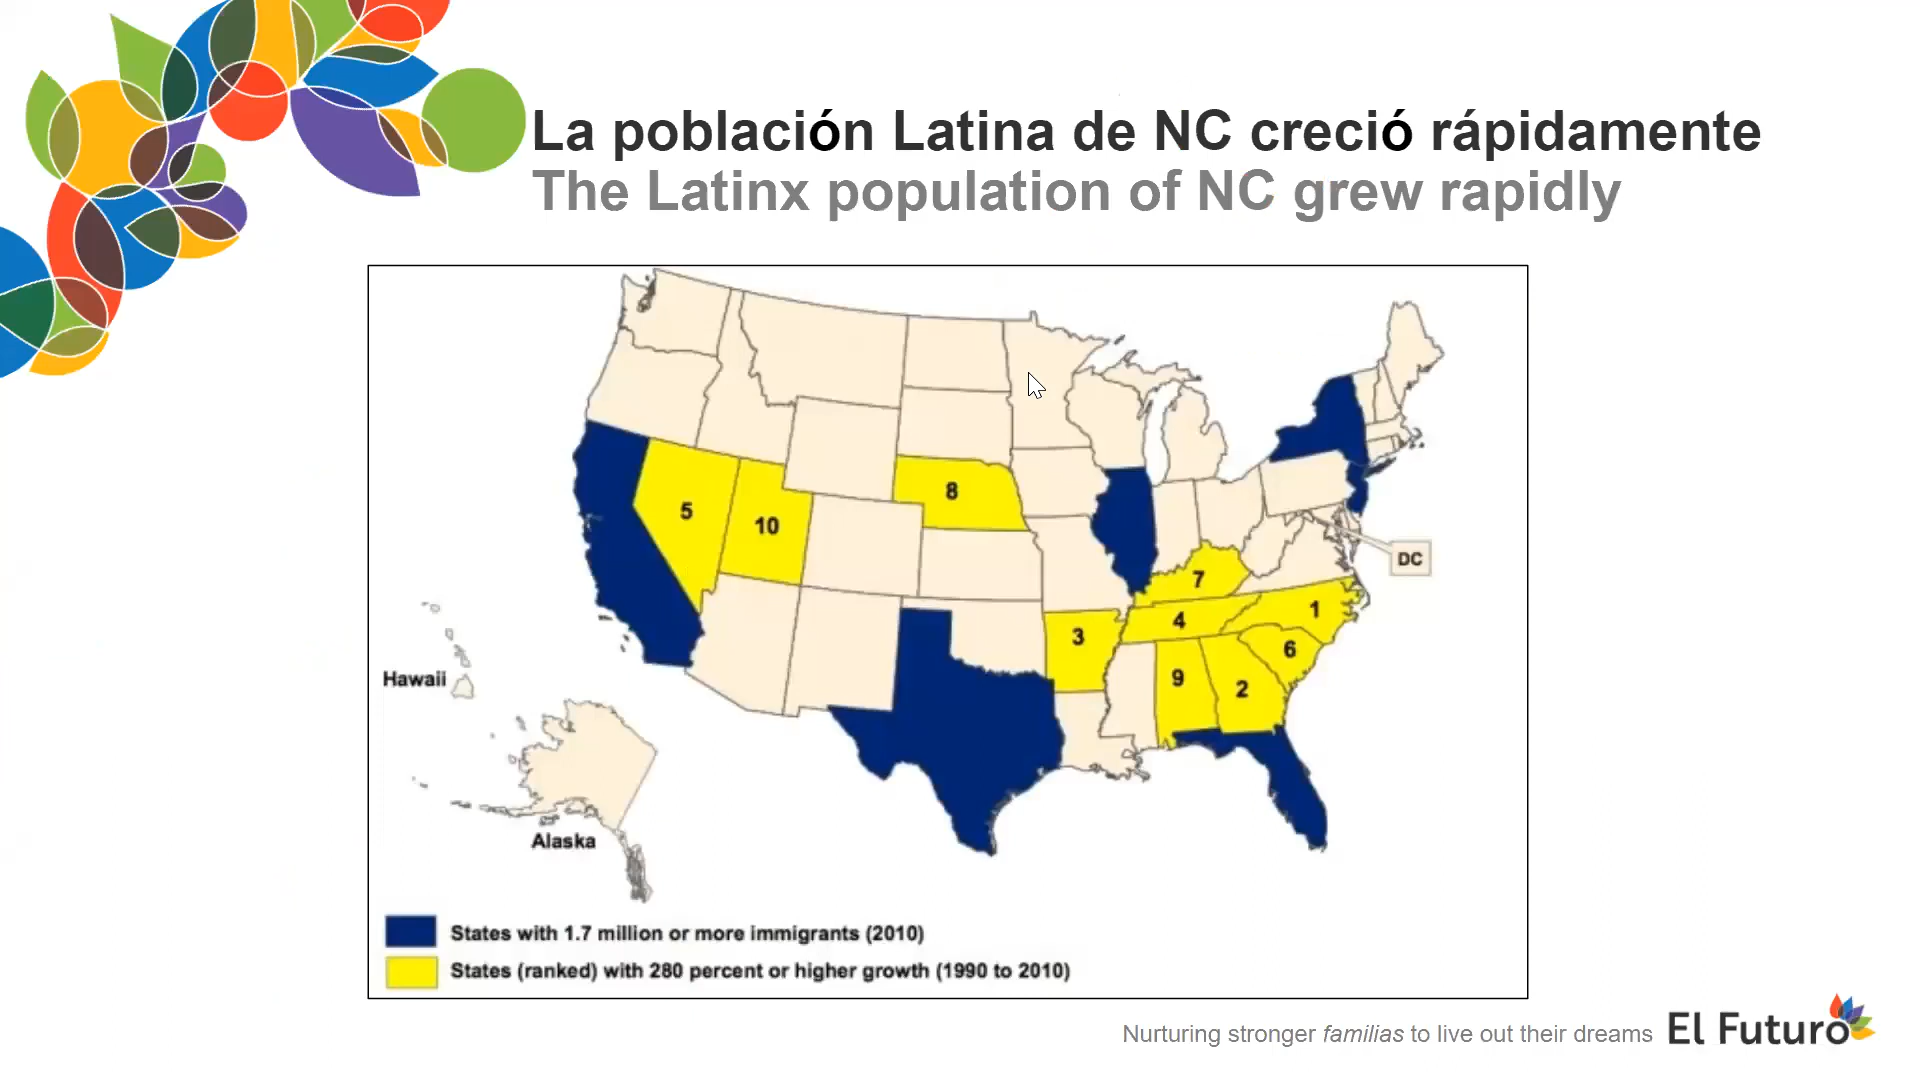 La población Latina de NC creció rápidamente
The Latinx population of NC grew rapidly
8
5
10
DC
7
1
4
3
6
9
2
Hawaii
Alaska
States with 1.7 million or more immigrants (2010)
States (ranked) with 280 percent or higher growth (1990 to 2010)
Nurturing stronger familias to live out their dreams
El Futuro